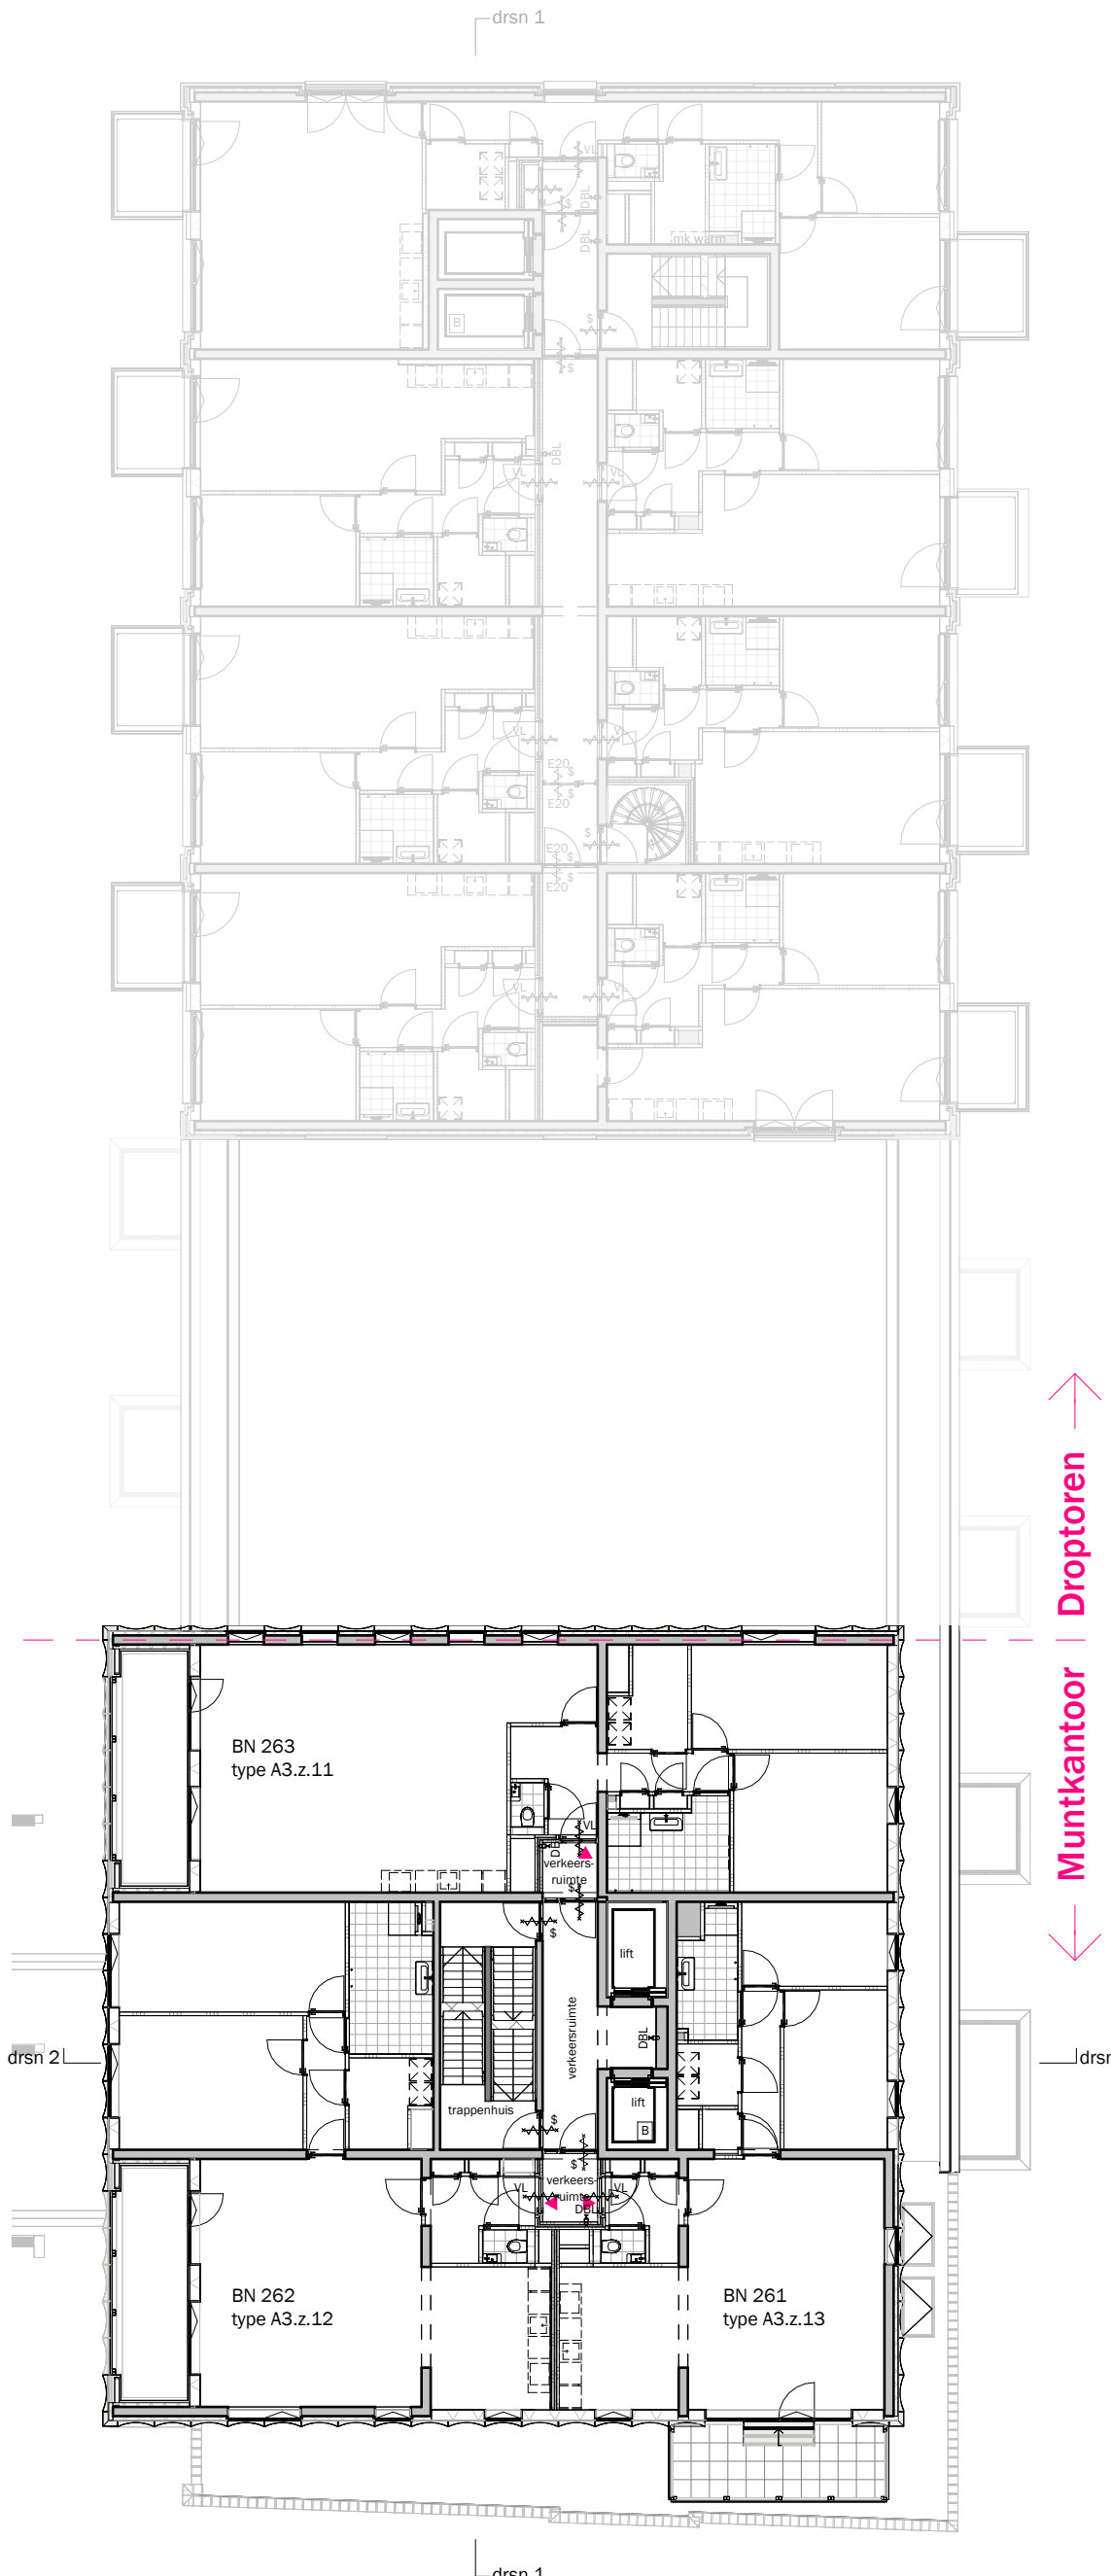 drsn 1
VL
$
DBL
DBL
mk warm
B
$
$
DBL
VL
VL
VL
E20
$
$
E20
$
E20
$
E20
VL
Droptoren
Muntkantoor
BN 263
type A3.z.11
VL
verkeers-
ruimte
$
$
lift
verkeersruimte
DBL
drsn 2
trappenhuis
lift
B
$
$
verkeers-
ruimte
VL
VL
DBL
BN 262
type A3.z.12
BN 261
type A3.z.13
drsn 1